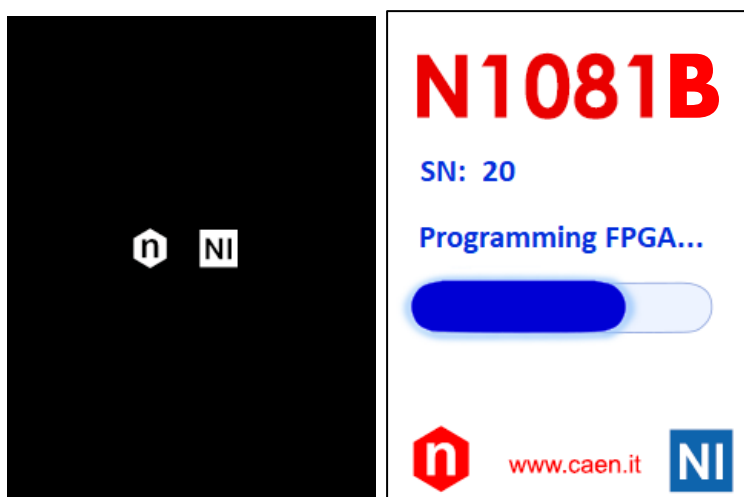 n NI
N1081B
SN: 20
Programming FPGA...
n www.caen.it NI